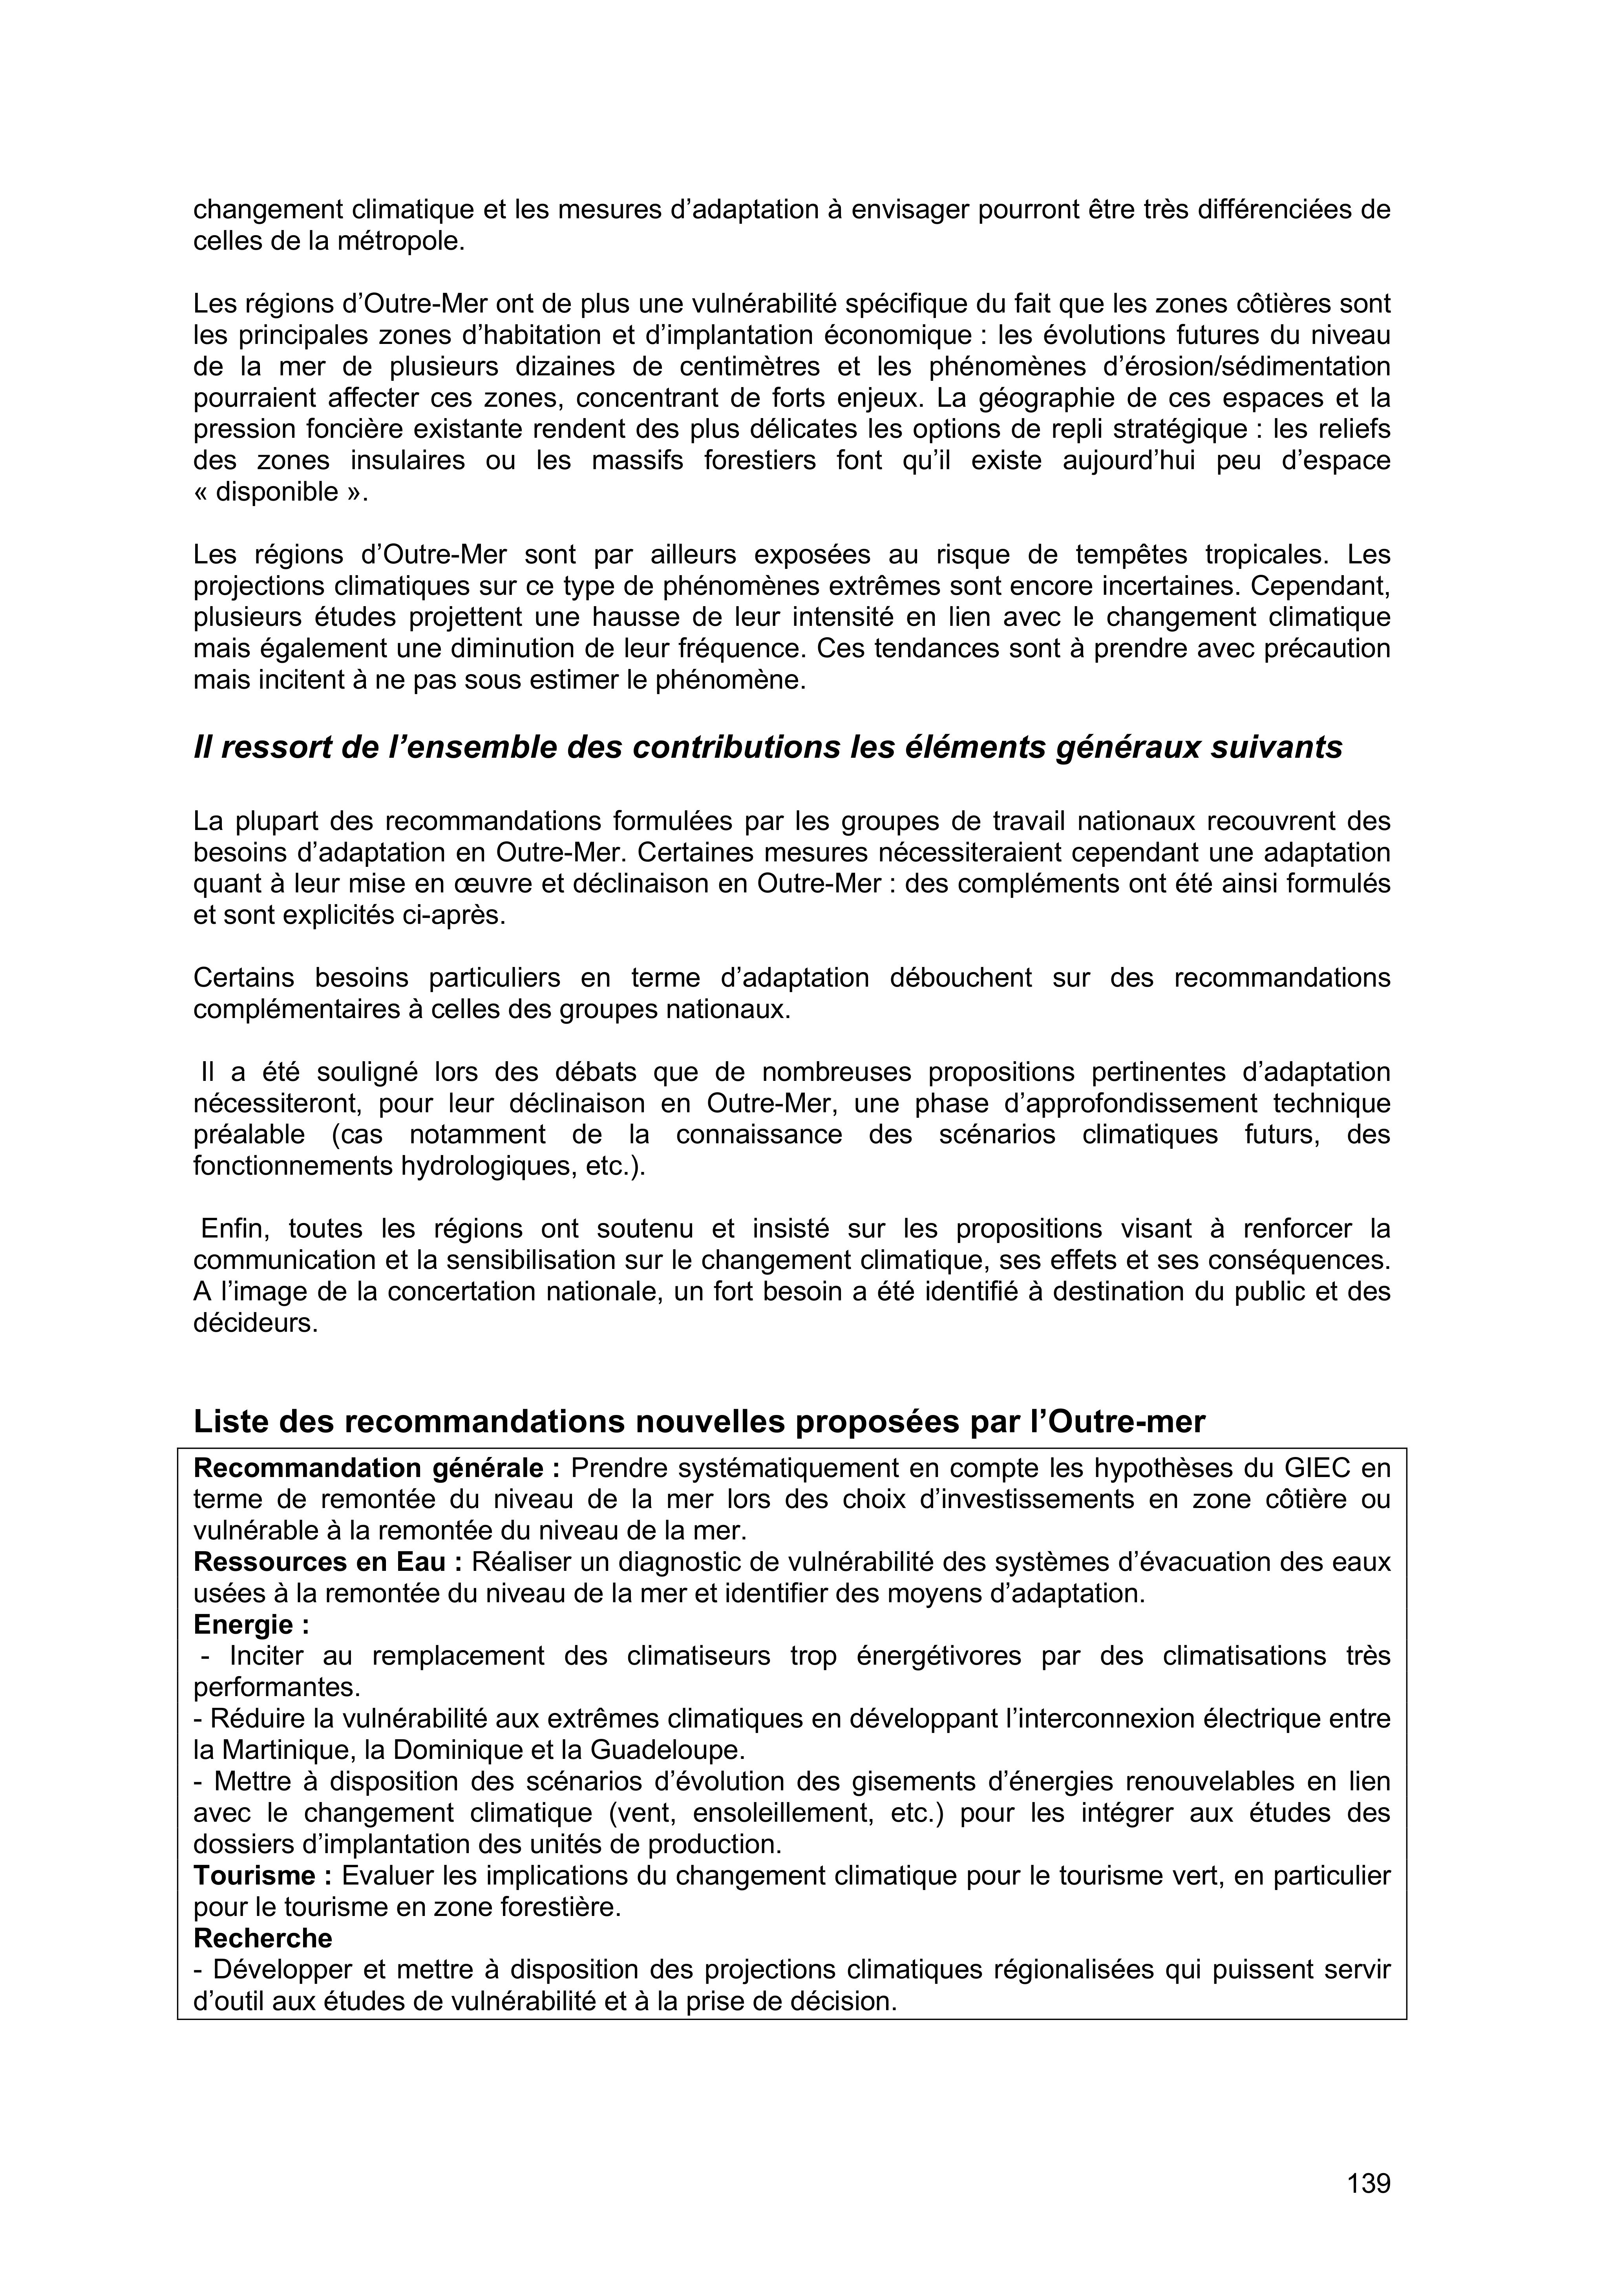 changement climatique et les mesures d’adaptation à envisager pourront être très différenciées de
celles de la métropole.
Les régions d’Outre-Mer ont de plus une vulnérabilité spécifique du fait que les zones côtières sont
les principales zones d’habitation et d’implantation économique : les évolutions futures du niveau
de la mer de plusieurs dizaines de centimètres et les phénomènes d’érosion/sédimentation
pourraient affecter ces zones, concentrant de forts enjeux. La géographie de ces espaces et la
pression foncière existante rendent des plus délicates les options de repli stratégique : les reliefs
des zones insulaires ou les massifs forestiers font qu’il existe aujourd’hui peu d’espace
« disponible ».
Les régions d’Outre-Mer sont par ailleurs exposées au risque de tempêtes tropicales. Les
projections climatiques sur ce type de phénomènes extrêmes sont encore incertaines. Cependant,
plusieurs études projettent une hausse de leur intensité en lien avec le changement climatique
mais également une diminution de leur fréquence. Ces tendances sont à prendre avec précaution
mais incitent à ne pas sous estimer le phénomène.
Il ressort de l’ensemble des contributions les éléments généraux suivants
La plupart des recommandations formulées par les groupes de travail nationaux recouvrent des
besoins d’adaptation en Outre-Mer. Certaines mesures nécessiteraient cependant une adaptation
quant à leur mise en œuvre et déclinaison en Outre-Mer : des compléments ont été ainsi formulés
et sont explicités ci-après.
Certains besoins particuliers en terme d’adaptation débouchent sur des recommandations
complémentaires à celles des groupes nationaux.
Il a été souligné lors des débats que de nombreuses propositions pertinentes d’adaptation
nécessiteront, pour leur déclinaison en Outre-Mer, une phase d’approfondissement technique
préalable (cas notamment de la connaissance des scénarios climatiques futurs, des
fonctionnements hydrologiques, etc.).
Enfin, toutes les régions ont soutenu et insisté sur les propositions visant à renforcer la
communication et la sensibilisation sur le changement climatique, ses effets et ses conséquences.
A l’image de la concertation nationale, un fort besoin a été identifié à destination du public et des
décideurs.
Liste des recommandations nouvelles proposées par l’Outre-mer
Recommandation générale : Prendre systématiquement en compte les hypothèses du GIEC en
terme de remontée du niveau de la mer lors des choix d’investissements en zone côtière ou
vulnérable à la remontée du niveau de la mer.
Ressources en Eau : Réaliser un diagnostic de vulnérabilité des systèmes d’évacuation des eaux
usées à la remontée du niveau de la mer et identifier des moyens d’adaptation.
Energie :
- Inciter au remplacement des climatiseurs trop énergétivores par des climatisations très
performantes.
- Réduire la vulnérabilité aux extrêmes climatiques en développant l’interconnexion électrique entre
la Martinique, la Dominique et la Guadeloupe.
- Mettre à disposition des scénarios d’évolution des gisements d’énergies renouvelables en lien
avec le changement climatique (vent, ensoleillement, etc.) pour les intégrer aux études des
dossiers d’implantation des unités de production.
Tourisme : Evaluer les implications du changement climatique pour le tourisme vert, en particulier
pour le tourisme en zone forestière.
Recherche
- Développer et mettre à disposition des projections climatiques régionalisées qui puissent servir
d’outil aux études de vulnérabilité et à la prise de décision.
139